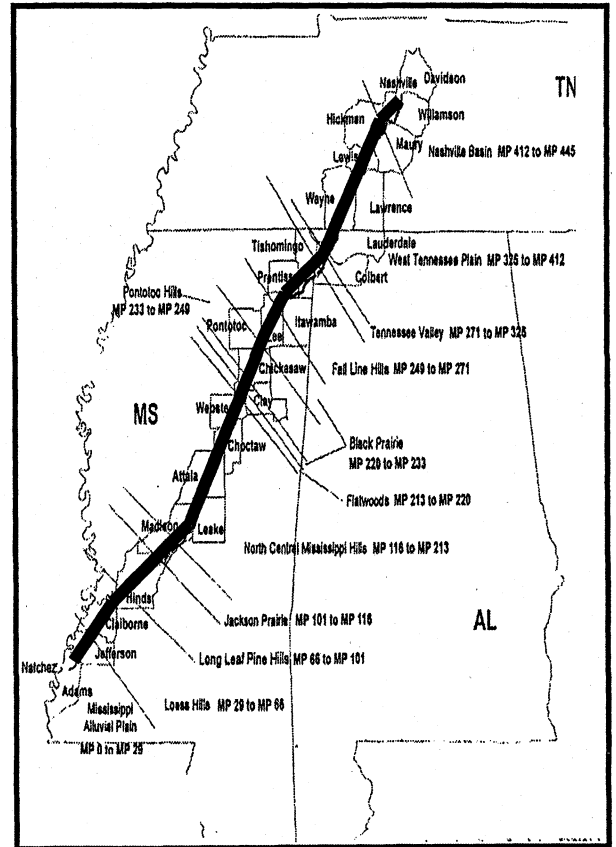 Nashville
Davidson
TN
Hickman
Williamson
Maury
Nashville Basin MP 412 to MP 445
Lewis
Wayne
Lawrence
Tishomingo
Lauderdale
West Tennessee Plain MP 325 to MP 412
Colbert
Prentiss
Pontotoc Hills
MP 233 to MP 249
Itawamba
Pontotoc
Lee
Tennessee Valley MP 271 to MP 325
Chickasaw
Fall Line Hills MP 249 to MP 271
MS
Webster
Clay
Choctaw
Black Prairie
MP 220 to MP 233
Attala
Flatwoods MP 213 to MP 220
Madison
Leake
North Central Mississippi Hills MP 116 to MP 213
Hinds
Jackson Prairie MP 101 to MP 116
AL
Claiborne
Jefferson
Long Leaf Pine Hills MP 66 to MP 101
Natchez
Adams
Loess Hills MP 29 to MP 66
Mississippi
Alluvial Plain
MP 0 to MP 29